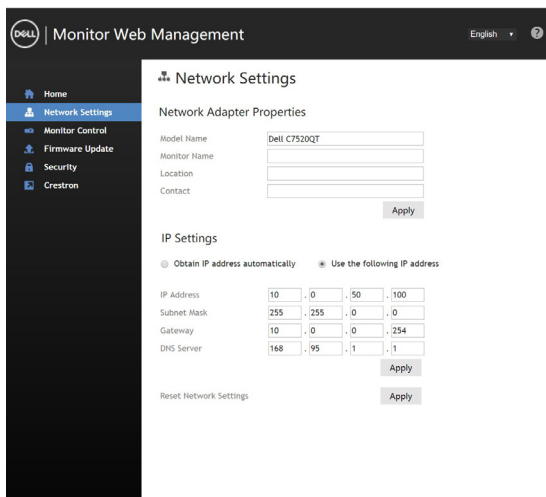 DELL | Monitor Web Management
English
?
Home
Network Settings
Monitor Control
Firmware Update
Security
Crestron
Network Settings
Network Adapter Properties
Model Name Dell C7520QT
Monitor Name
Location
Contact
Apply
IP Settings
Obtain IP address automatically Use the following IP address
IP Address 10 . 0 . 50 . 100
Subnet Mask 255 . 255 . 0 . 0
Gateway 10 . 0 . 0 . 254
DNS Server 168 . 95 . 1 . 1
Apply
Reset Network Settings Apply